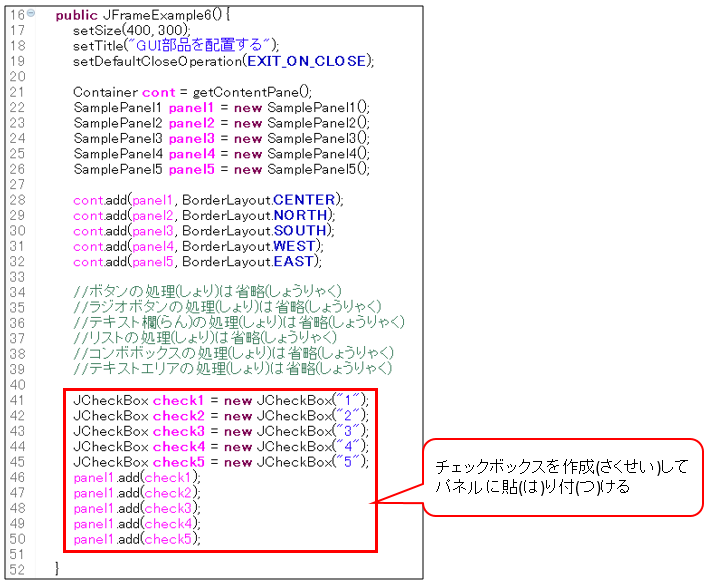 16 public JFrameExample6() {
17 setSize(400, 300);
18 setTitle("GUI部品を配置する");
19 setDefaultCloseOperation(EXIT_ON_CLOSE);
20
21 Container cont = getContentPane();
22 SamplePanel1 panel1 = new SamplePanel1();
23 SamplePanel2 panel2 = new SamplePanel2();
24 SamplePanel3 panel3 = new SamplePanel3();
25 SamplePanel4 panel4 = new SamplePanel4();
26 SamplePanel5 panel5 = new SamplePanel5();
27
28 cont.add(panel1, BorderLayout.CENTER);
29 cont.add(panel2, BorderLayout.NORTH);
30 cont.add(panel3, BorderLayout.SOUTH);
31 cont.add(panel4, BorderLayout.WEST);
32 cont.add(panel5, BorderLayout.EAST);
33
34 //ボタンの処理(しょり)は省略(しょうりゃく)
35 //ラジオボタンの処理(しょり)は省略(しょうりゃく)
36 //テキスト欄(らん)の処理(しょり)は省略(しょうりゃく)
37 //リストの処理(しょり)は省略(しょうりゃく)
38 //コンボボックスの処理(しょり)は省略(しょうりゃく)
39 //テキストエリアの処理(しょり)は省略(しょうりゃく)
40
41 JCheckBox check1 = new JCheckBox("1");
42 JCheckBox check2 = new JCheckBox("2");
43 JCheckBox check3 = new JCheckBox("3");
44 JCheckBox check4 = new JCheckBox("4");
45 JCheckBox check5 = new JCheckBox("5");
46 panel1.add(check1);
47 panel1.add(check2);
48 panel1.add(check3);
49 panel1.add(check4);
50 panel1.add(check5);
51
52 }
チェックボックスを作成(さくせい)して
パネルに貼(は)り付(つ)ける